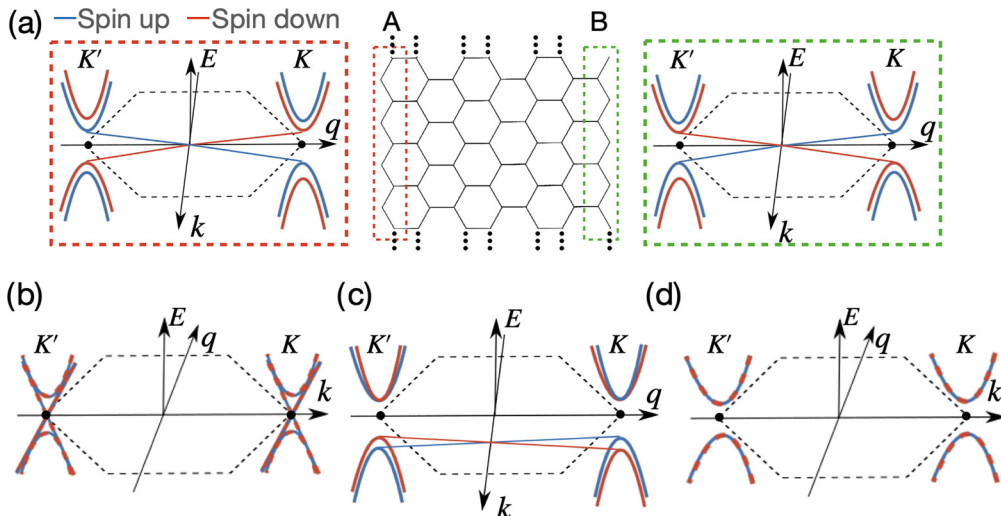 (a) Spin up Spin down
K' E K q k
A B
K' E K q k
(b) K' E q K k
(c) K' E K q k
(d) K' E q K k